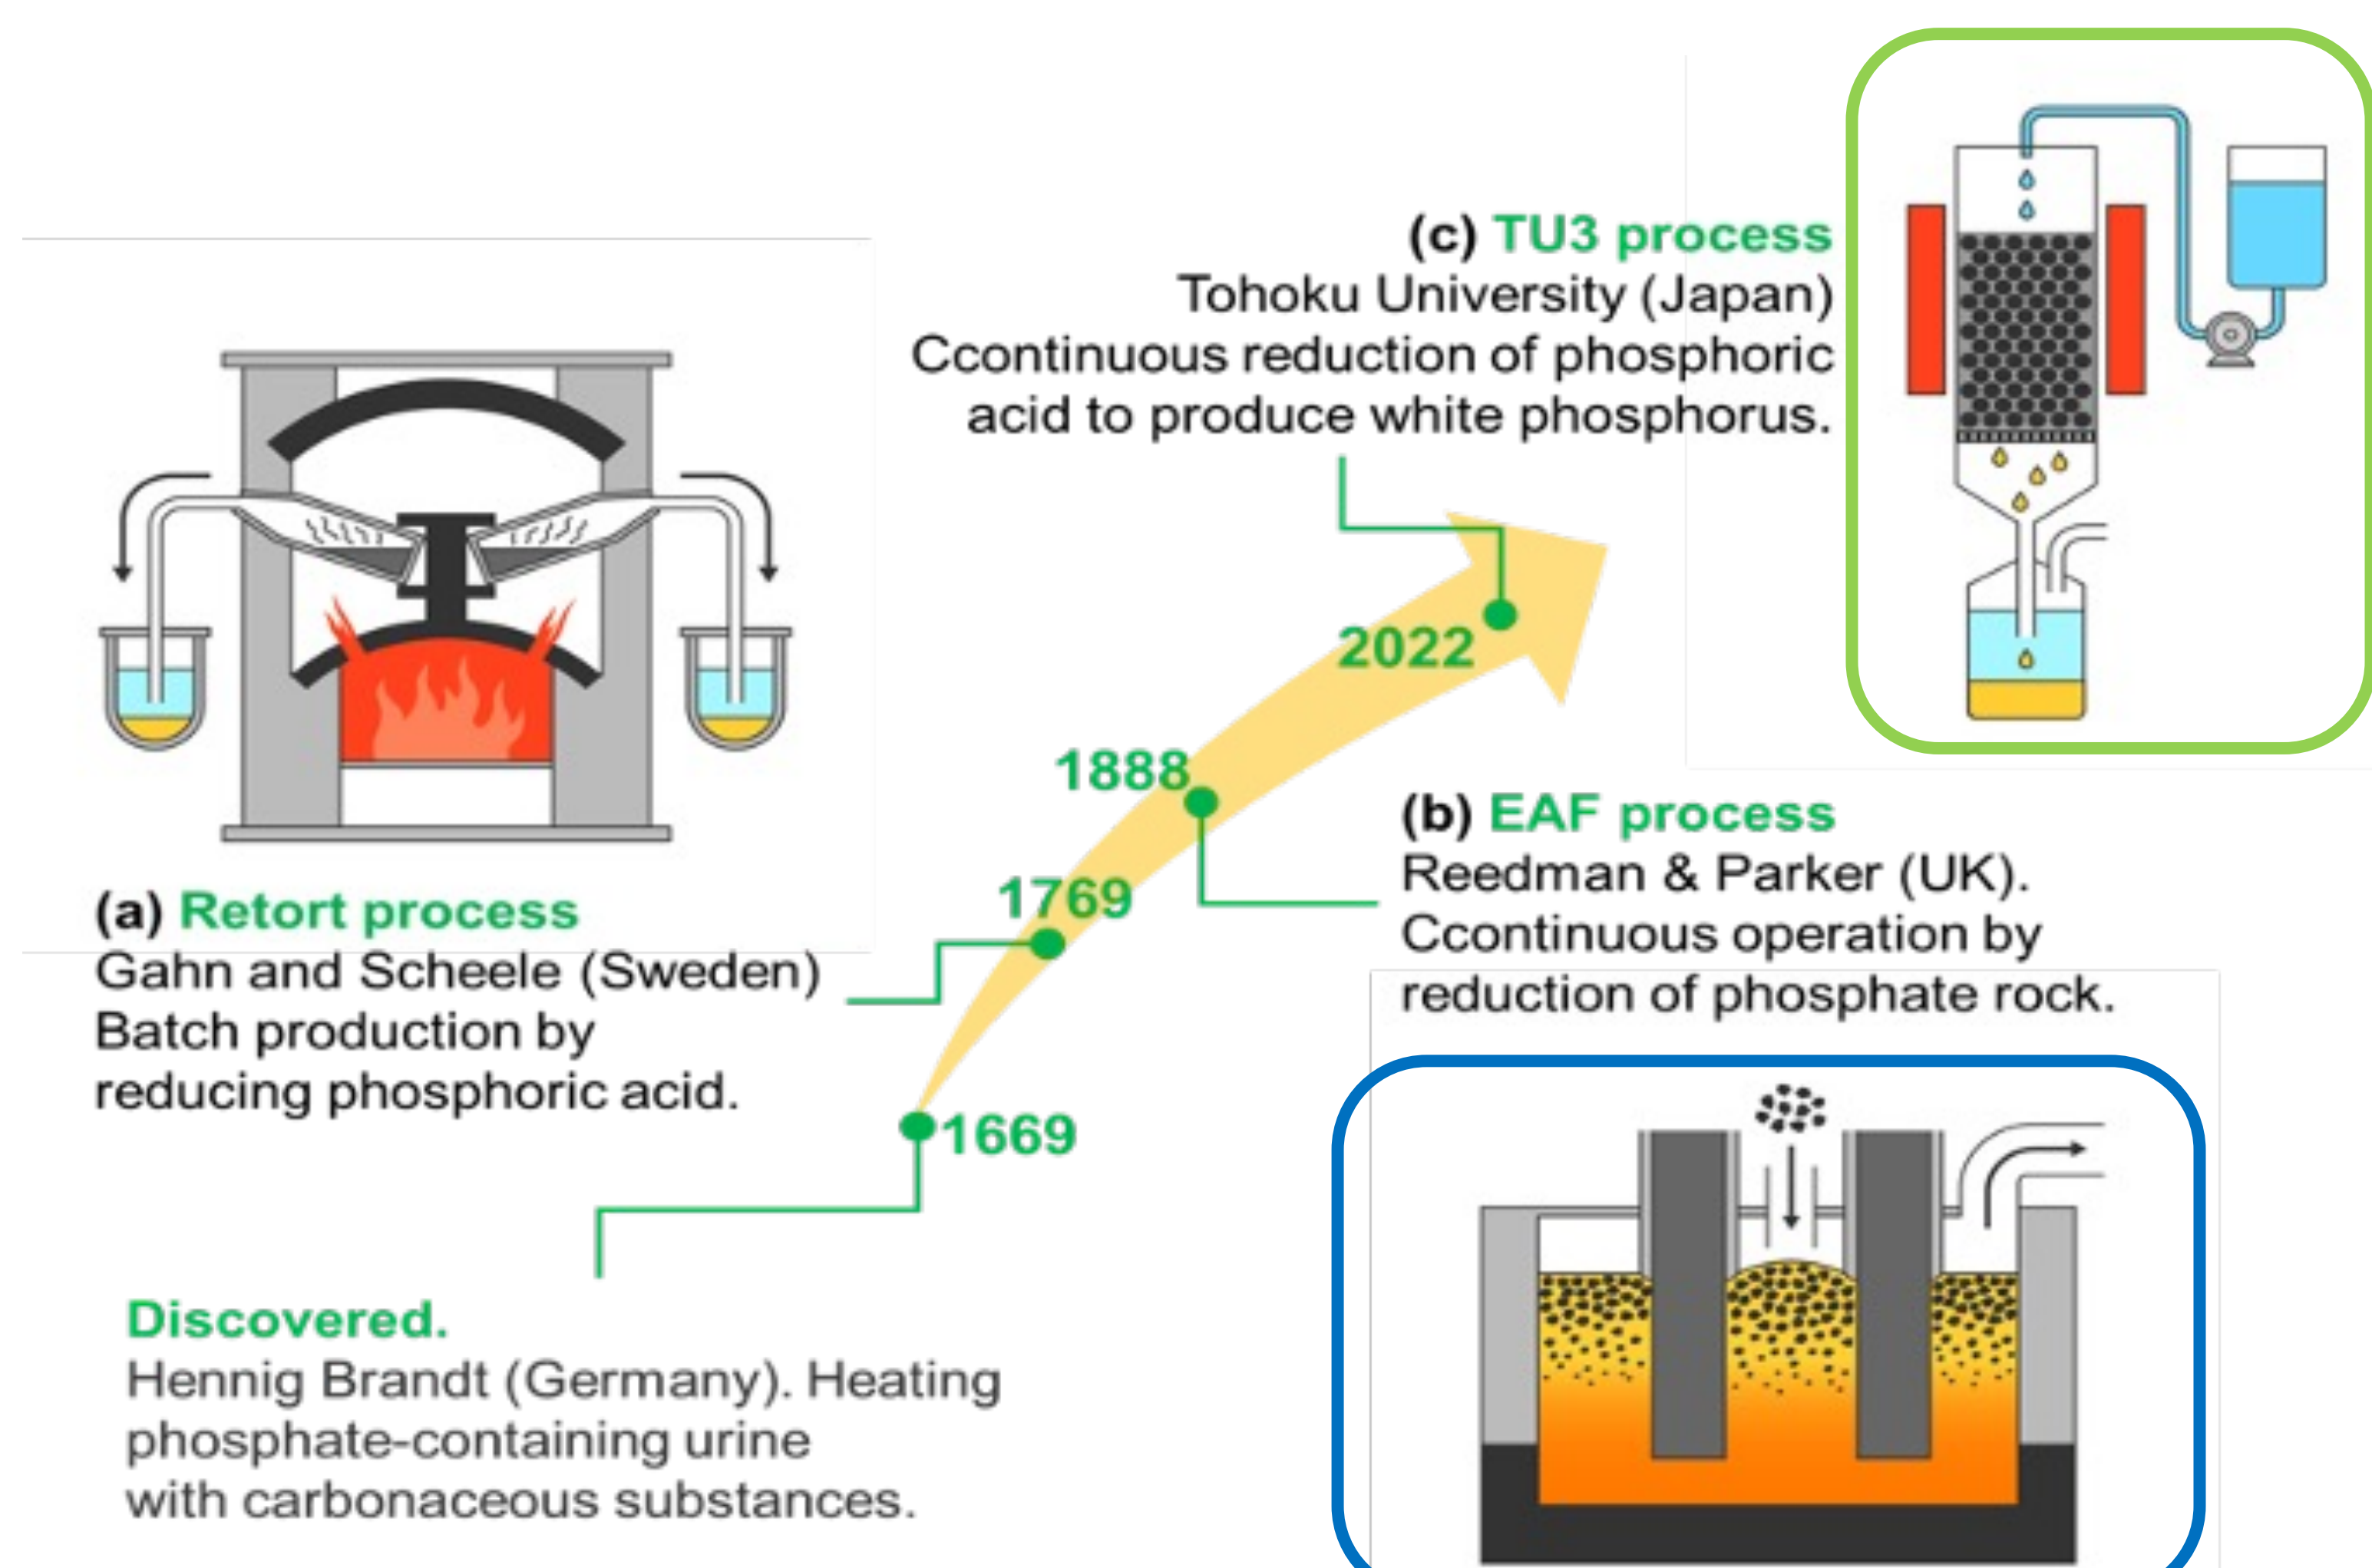 (c) TU3 process
Tohoku University (Japan)
Ccontinuous reduction of phosphoric
acid to produce white phosphorus.
2022
1888
(b) EAF process
Reedman & Parker (UK).
Ccontinuous operation by
reduction of phosphate rock.
1769
(a) Retort process
Gahn and Scheele (Sweden)
Batch production by
reducing phosphoric acid.
1669
Discovered.
Hennig Brandt (Germany). Heating
phosphate-containing urine
with carbonaceous substances.